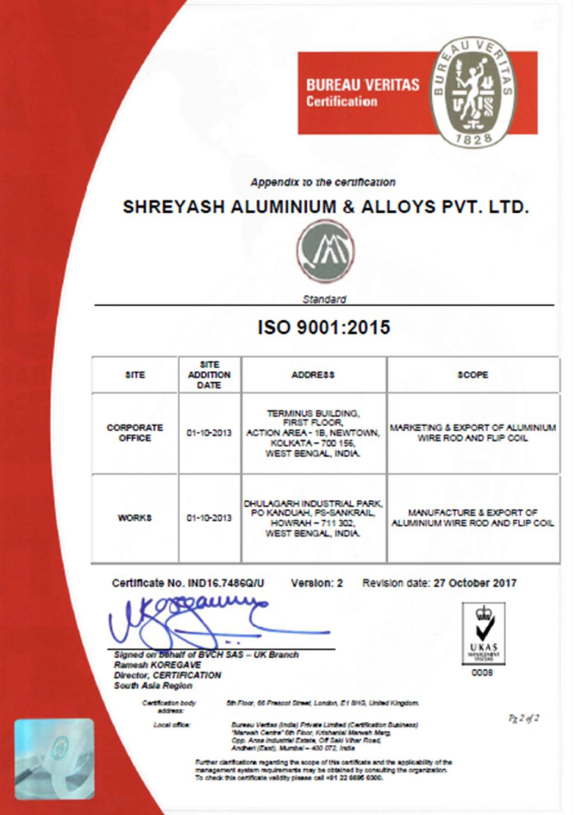 BUREAU VERITAS
Certification
BUREAU VERITAS
1828
Appendix to the certification
SHREYASH ALUMINIUM & ALLOYS PVT. LTD.
Standard
ISO 9001:2015
SITE
SITE ADDITION DATE
ADDRESS
SCOPE
CORPORATE OFFICE
01-10-2013
TERMINUS BUILDING,
FIRST FLOOR,
ACTION AREA - 1B, NEWTOWN,
KOLKATA – 700 156,
WEST BENGAL, INDIA.
MARKETING & EXPORT OF ALUMINIUM
WIRE ROD AND FLIP COIL
WORKS
01-10-2013
DHULAGARH INDUSTRIAL PARK,
PO KANDUAH, PS-SANKRAIL,
HOWRAH – 711 302,
WEST BENGAL, INDIA.
MANUFACTURE & EXPORT OF
ALUMINIUM WIRE ROD AND FLIP COIL
Certificate No. IND16.7486Q/U Version: 2 Revision date: 27 October 2017
Signed on behalf of BVCH SAS – UK Branch
Ramesh KOREGAVE
Director, CERTIFICATION
South Asia Region
UKAS
MANAGEMENT
SYSTEMS
0008
Certification body
address:
5th Floor, 66 Prescot Street, London, E1 8HG, United Kingdom.
Local office:
Bureau Veritas (India) Private Limited (Certification Business)
"Marwah Centre" 6th Floor, Krishanlal Marwah Marg,
Opp. Ansa Industrial Estate, Off Saki Vihar Road,
Andheri (East), Mumbai – 400 072, India
Pg 2 of 2
Further clarifications regarding the scope of this certificate and the applicability of the
management system requirements may be obtained by consulting the organization.
To check this certificate validity please call +91 22 6695 6300.